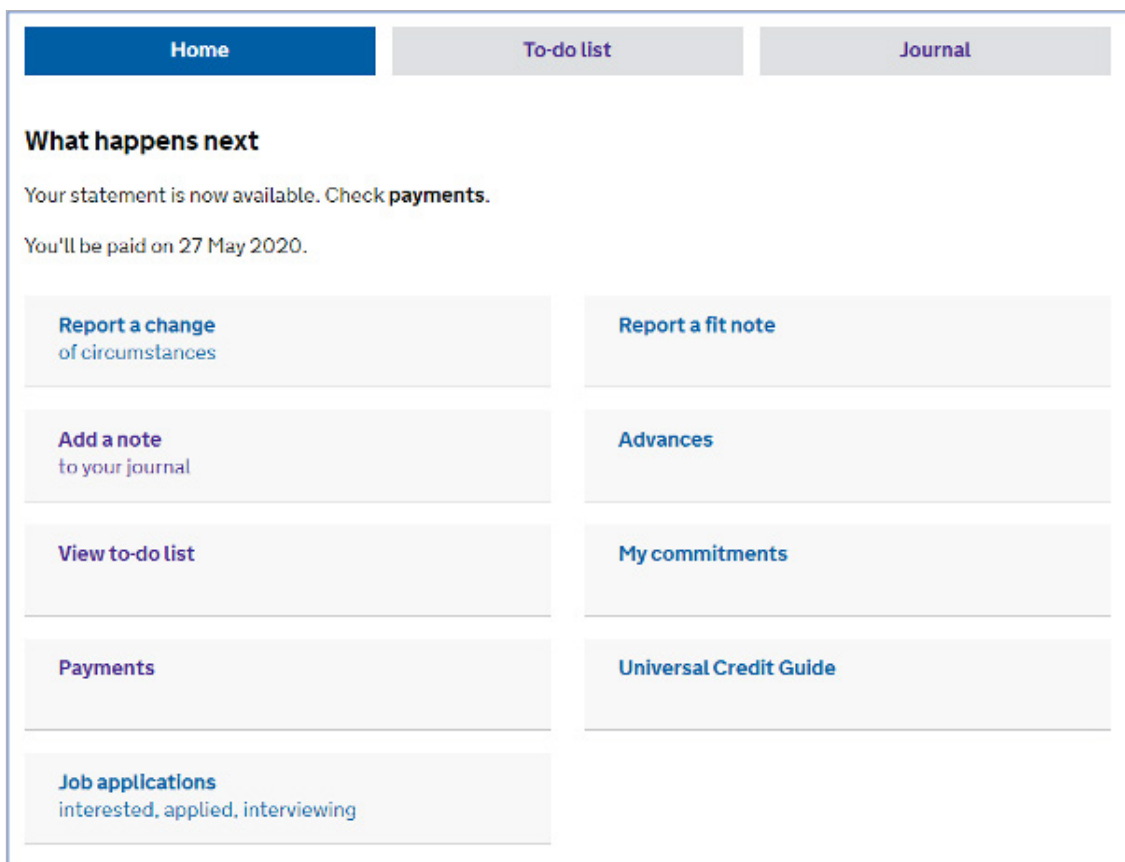 Home
To-do list
Journal
What happens next
Your statement is now available. Check payments.
You'll be paid on 27 May 2020.
Report a change
of circumstances
Report a fit note
Add a note
to your journal
Advances
View to-do list
My commitments
Payments
Universal Credit Guide
Job applications
interested, applied, interviewing